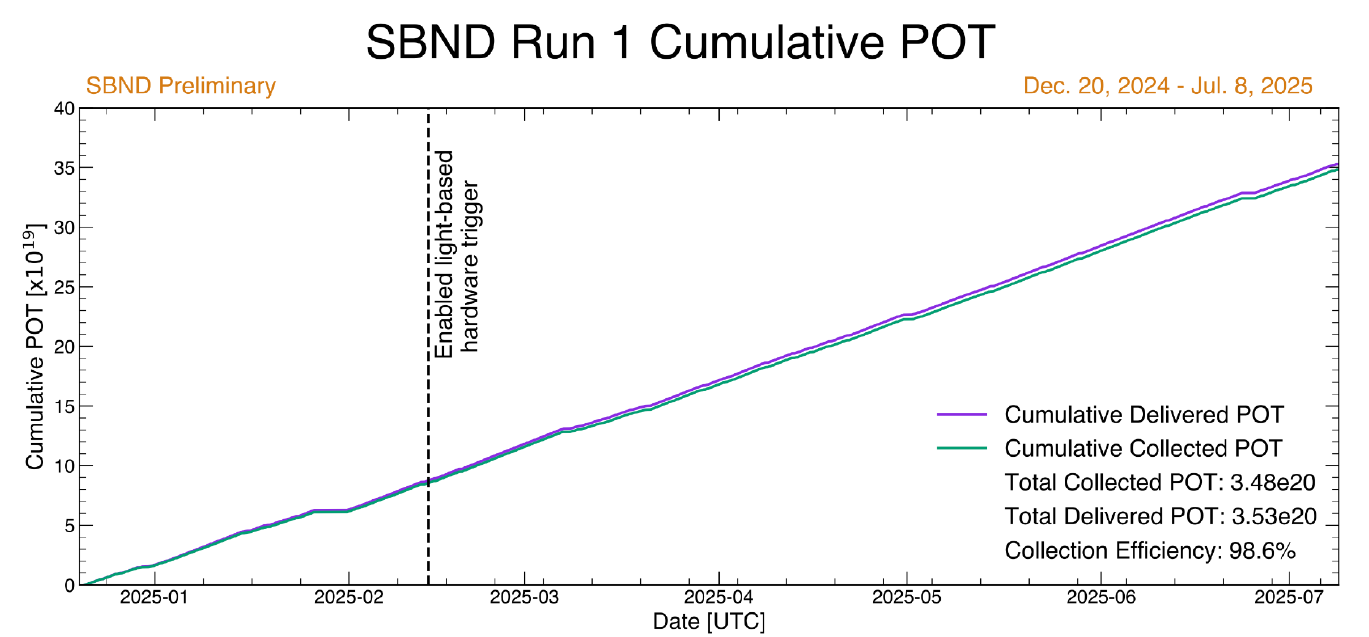 SBND Run 1 Cumulative POT
SBND Preliminary
Dec. 20, 2024 - Jul. 8, 2025
Cumulative POT [x10¹⁹]
40
35
30
25
20
15
10
5
0
Enabled light-based
hardware trigger
Cumulative Delivered POT
Cumulative Collected POT
Total Collected POT: 3.48e20
Total Delivered POT: 3.53e20
Collection Efficiency: 98.6%
2025-01 2025-02 2025-03 2025-04 2025-05 2025-06 2025-07
Date [UTC]